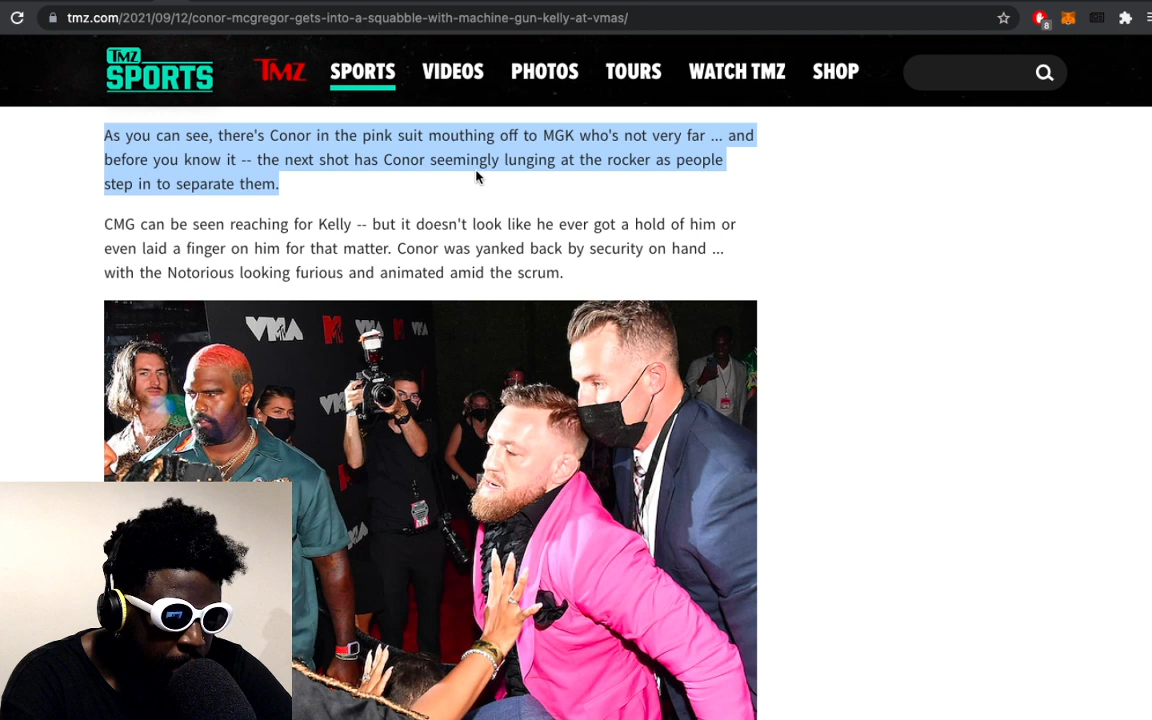 tmz.com/2021/09/12/conor-mcgregor-gets-into-a-squabble-with-machine-gun-kelly-at-vmas/
8
TMZ
SPORTS
TMZ SPORTS VIDEOS PHOTOS TOURS WATCH TMZ SHOP
As you can see, there's Conor in the pink suit mouthing off to MGK who's not very far ... and
before you know it -- the next shot has Conor seemingly lunging at the rocker as people
step in to separate them.
CMG can be seen reaching for Kelly -- but it doesn't look like he ever got a hold of him or
even laid a finger on him for that matter. Conor was yanked back by security on hand ...
with the Notorious looking furious and animated amid the scrum.
VMA
VMA